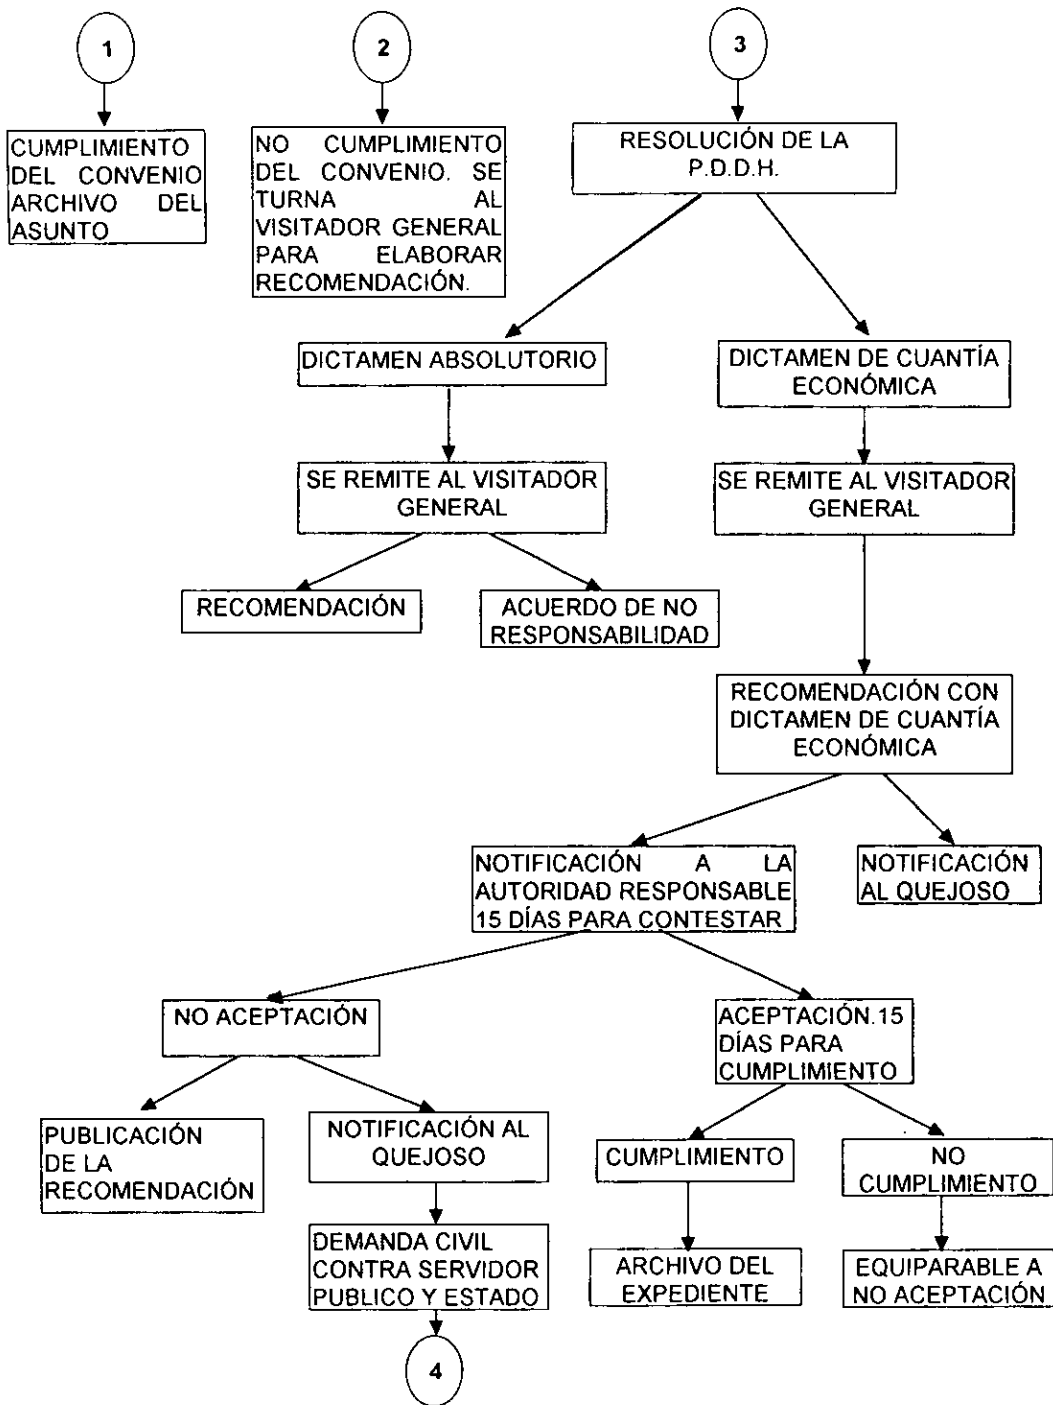 1
2
3
CUMPLIMIENTO
DEL CONVENIO
ARCHIVO DEL
ASUNTO
NO CUMPLIMIENTO
DEL CONVENIO. SE
TURNA AL
VISITADOR GENERAL
PARA ELABORAR
RECOMENDACIÓN.
RESOLUCIÓN DE LA
P.D.D.H.
DICTAMEN ABSOLUTORIO
DICTAMEN DE CUANTÍA
ECONÓMICA
SE REMITE AL VISITADOR
GENERAL
SE REMITE AL VISITADOR
GENERAL
RECOMENDACIÓN
ACUERDO DE NO
RESPONSABILIDAD
RECOMENDACIÓN CON
DICTAMEN DE CUANTÍA
ECONÓMICA
NOTIFICACIÓN A LA
AUTORIDAD RESPONSABLE
15 DÍAS PARA CONTESTAR
NOTIFICACIÓN
AL QUEJOSO
NO ACEPTACIÓN
ACEPTACIÓN.15
DÍAS PARA
CUMPLIMIENTO
PUBLICACIÓN
DE LA
RECOMENDACIÓN
NOTIFICACIÓN AL
QUEJOSO
CUMPLIMIENTO
NO
CUMPLIMIENTO
DEMANDA CIVIL
CONTRA SERVIDOR
PUBLICO Y ESTADO
ARCHIVO DEL
EXPEDIENTE
EQUIPARABLE A
NO ACEPTACIÓN
4